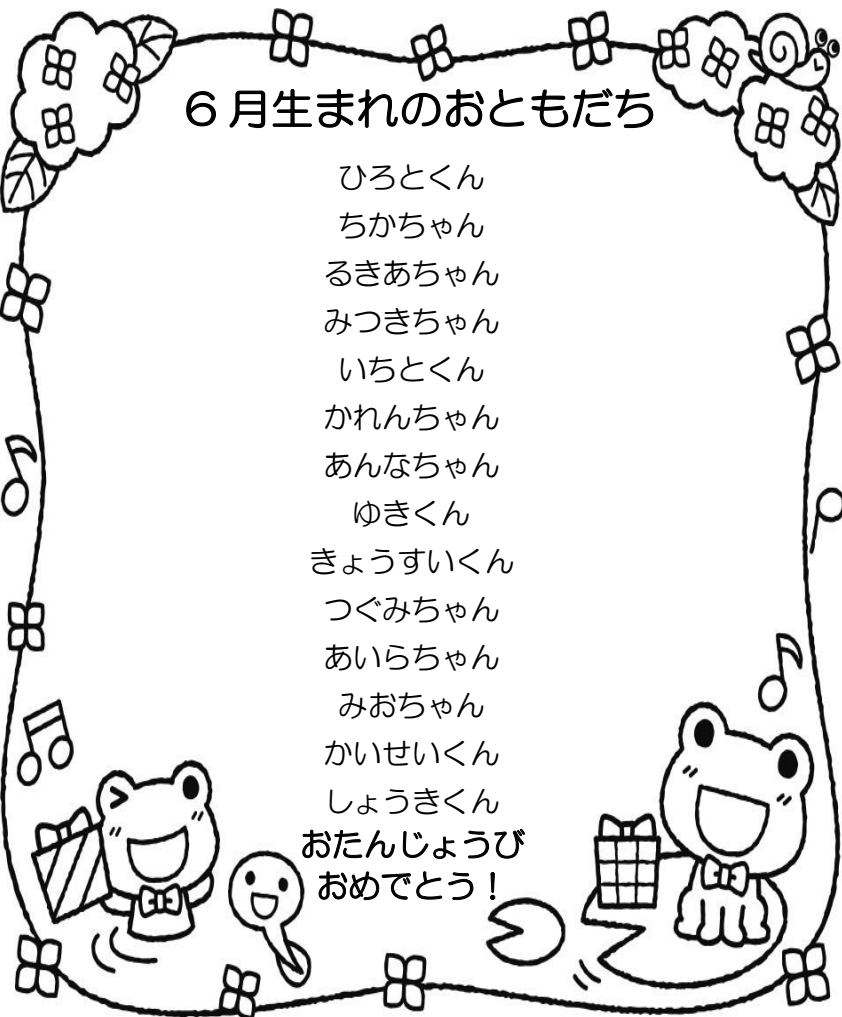 6月生まれのおともだち
ひろとくん
ちかちゃん
るきあちゃん
みつきちゃん
いちとくん
かれんちゃん
あんなちゃん
ゆきくん
きょうすいくん
つぐみちゃん
あいらちゃん
みおちゃん
かいせいくん
しょうきくん
おたんじょうび
おめでとう！